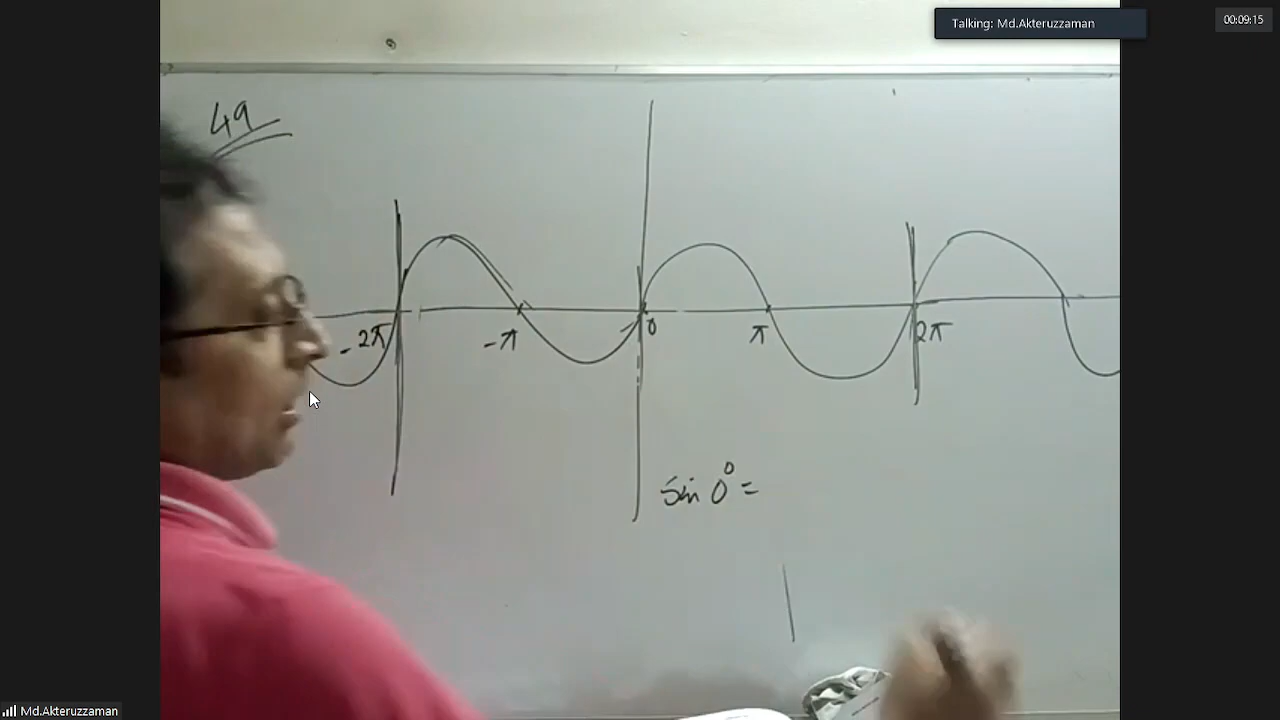 Talking: Md.Akteruzzaman
00:09:15
49
-2π -π 0 π 2π
sin 0° =
Md.Akteruzzaman